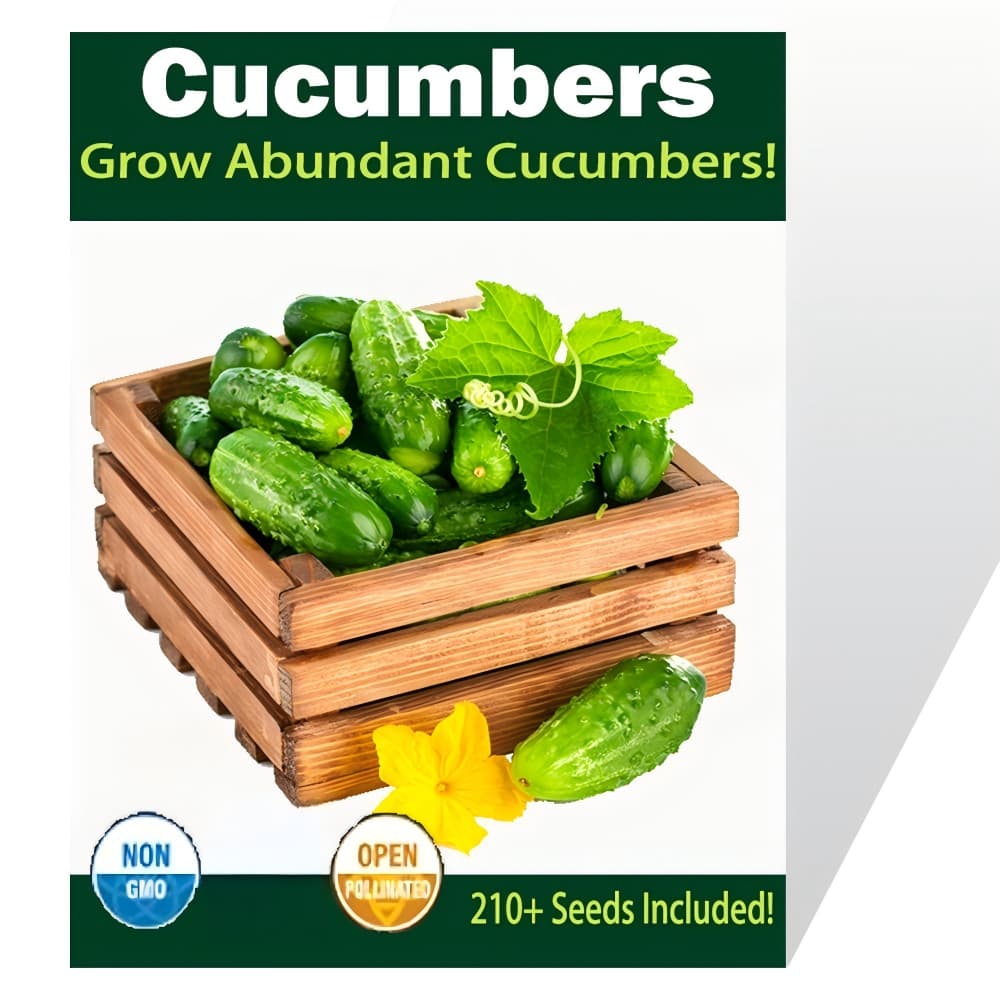 Cucumbers
Grow Abundant Cucumbers!
NON
GMO
OPEN
POLLINATED
210+ Seeds Included!